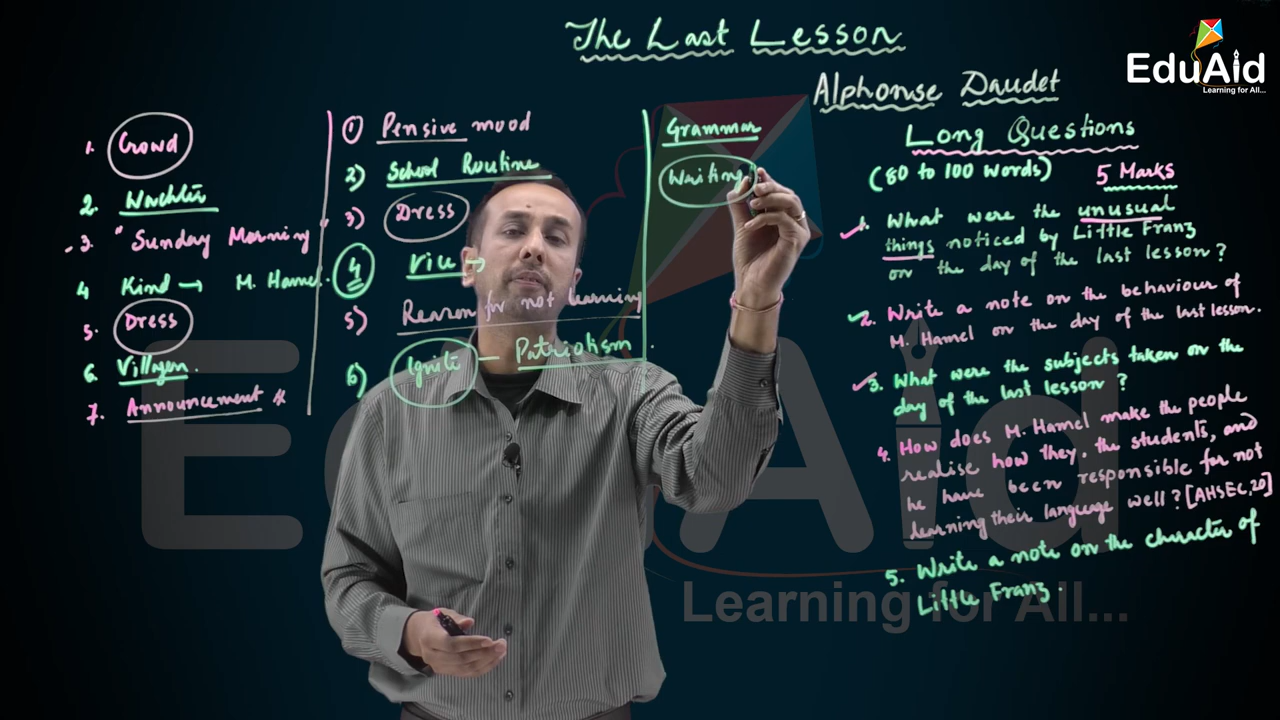 The Last Lesson
Alphonse Daudet
EduAid
Learning for All...
1. Crowd
2. Wachter
3. "Sunday Morning"
4 Kind → M. Hamel.
5. Dress
6. Villagers.
7. Announcement
1) Pensive mood
2) School Routine
3) Dress
4 →
5) Reason for not learning
6) Ignite — Patriotism
Grammar
Writing
Long Questions
(80 to 100 words) 5 Marks
1. What were the unusual
things noticed by Little Franz
on the day of the last lesson?
2. Write a note on the behaviour of
M. Hamel on the day of the last lesson.
3. What were the subjects taken on the
day of the last lesson?
4. How does M. Hamel make the people
realise how they, the students, and
he have been responsible for not
learning their language well? [AHSEC,20]
5. Write a note on the character of
Little Franz.
Learning for All...